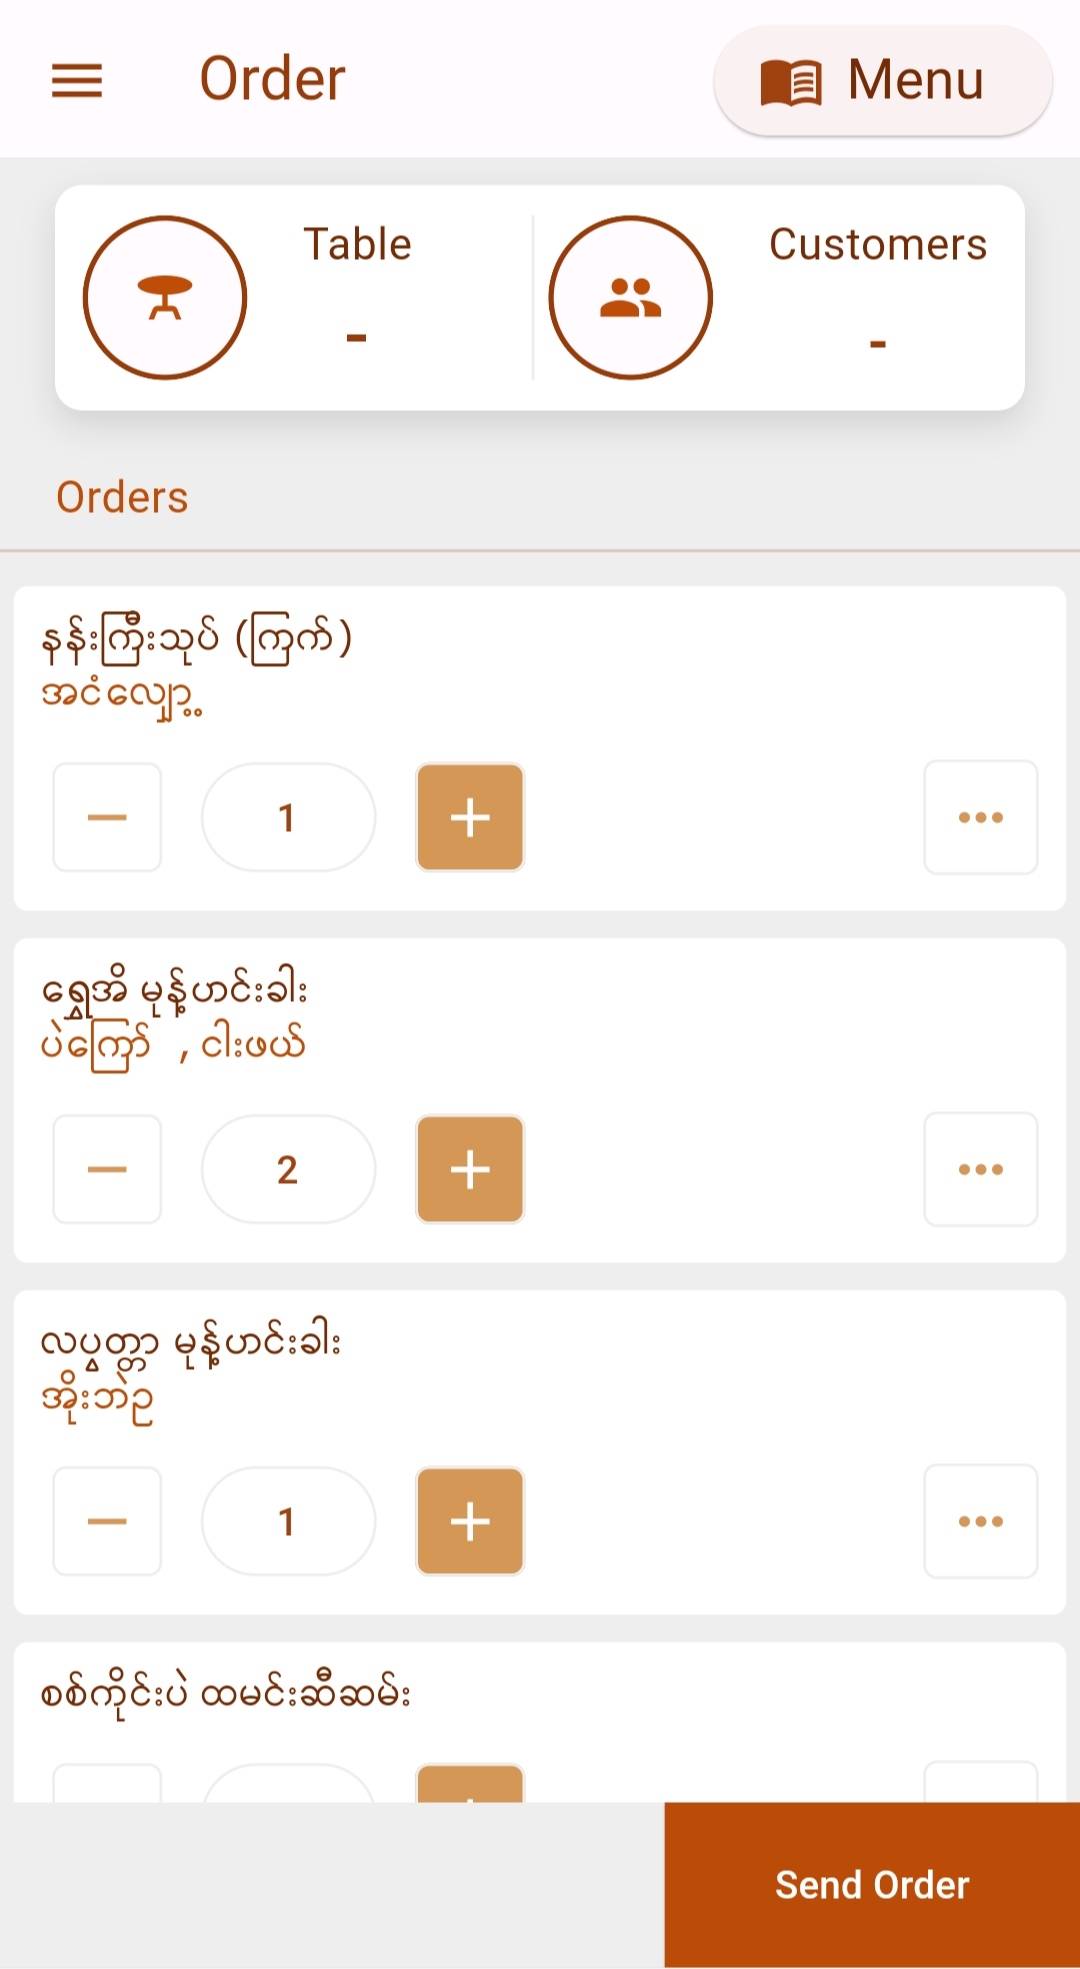 Order
Menu
Table
-
Customers
-
Orders
နန်းကြီးသုပ် (ကြက်)
အငံလျှော့
1
ရွှေအိ မုန့်ဟင်းခါး
ပဲကြော် , ငါးဖယ်
2
လပွတ္တာ မုန့်ဟင်းခါး
အိုးဘဲဥ
1
စစ်ကိုင်းပဲ ထမင်းဆီဆမ်း
Send Order